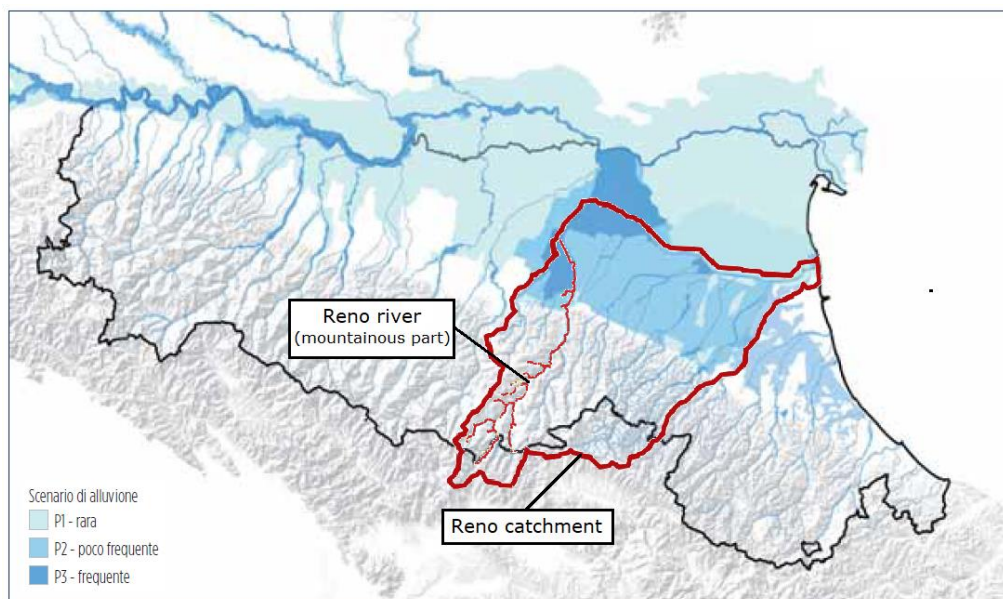 Reno river
(mountainous part)
Reno catchment
Scenario di alluvione
P1 - rara
P2 - poco frequente
P3 - frequente